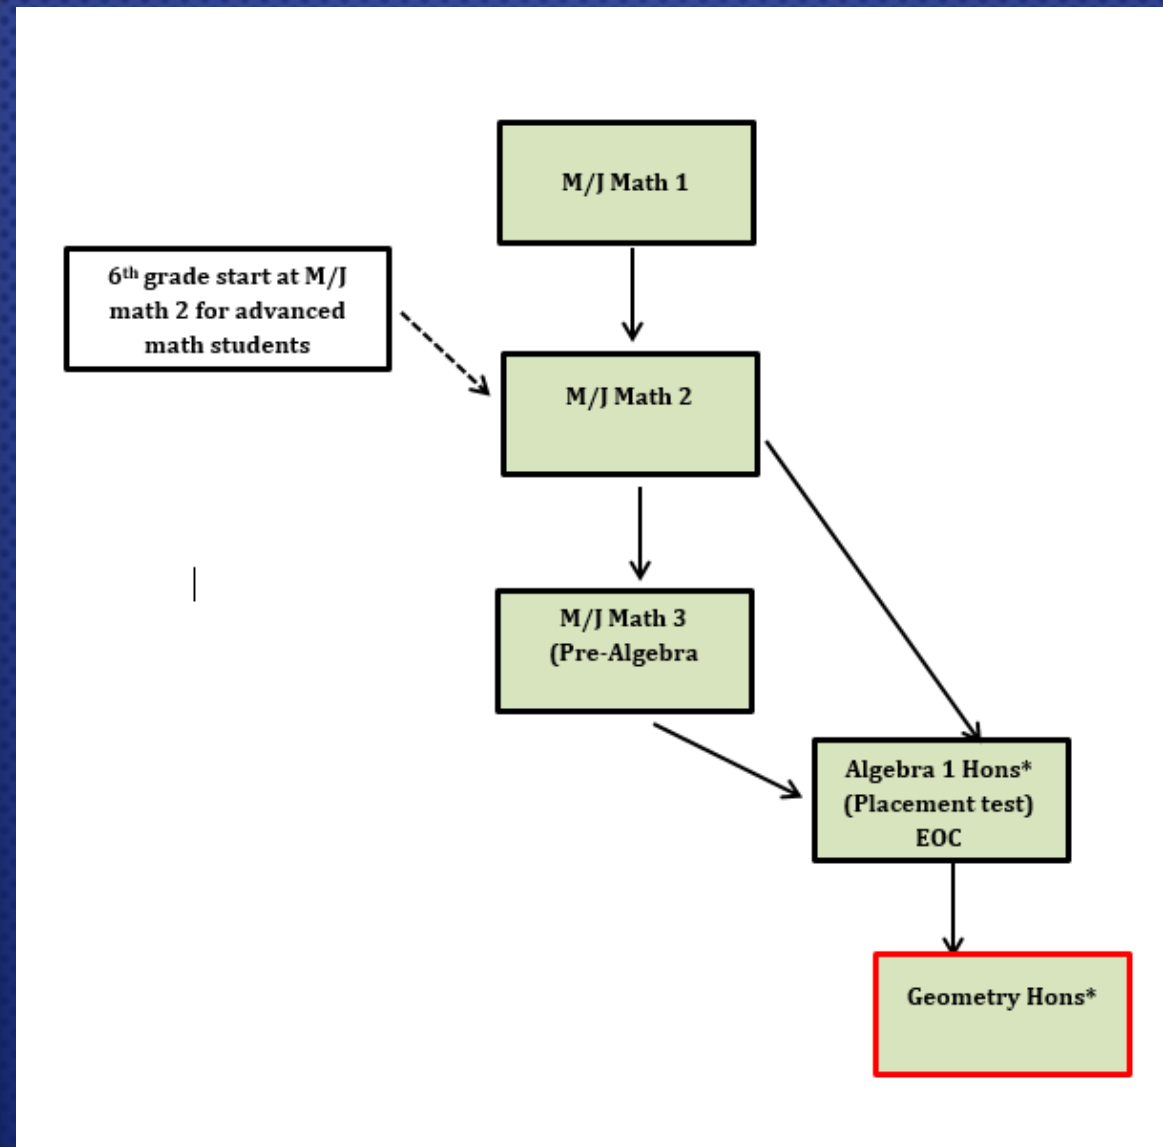 M/J Math 1
6th grade start at M/J
math 2 for advanced
math students
M/J Math 2
M/J Math 3
(Pre-Algebra
Algebra 1 Hons*
(Placement test)
EOC
Geometry Hons*